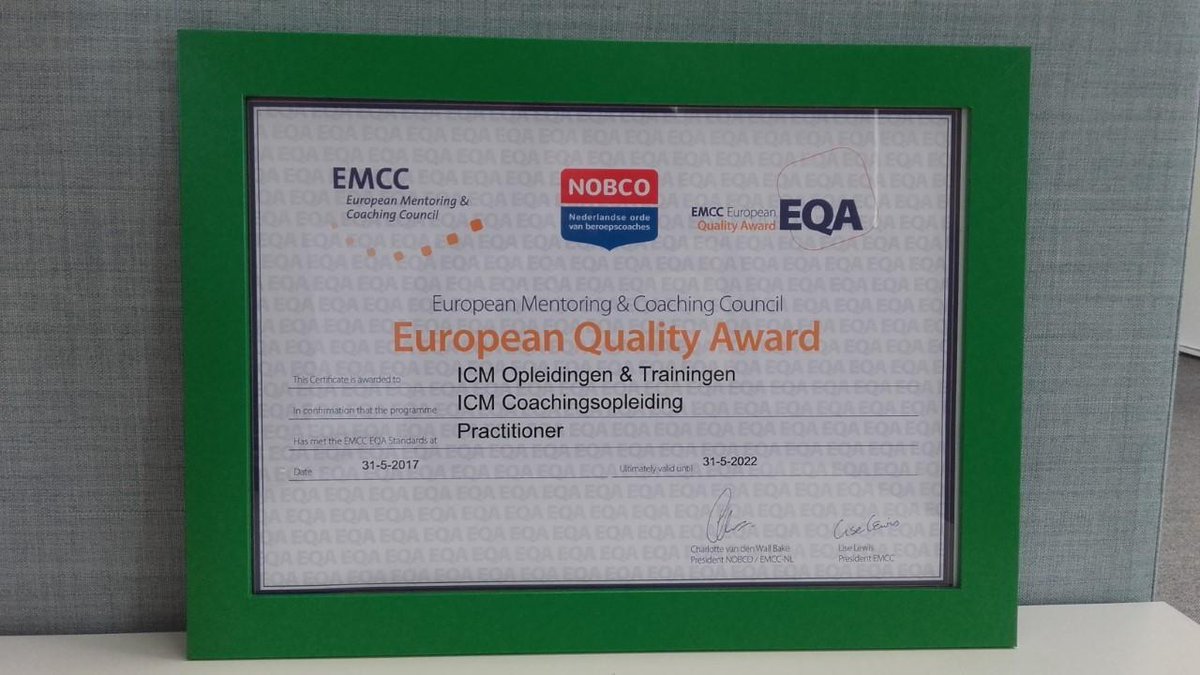 EMCC
European Mentoring &
Coaching Council
NOBCO
Nederlandse orde
van beroepscoaches
EMCC European
Quality Award
EQA
European Mentoring & Coaching Council
European Quality Award
This Certificate is awarded to ICM Opleidingen & Trainingen
In confirmation that the programme ICM Coachingsopleiding
Has met the EMCC EQA Standards at Practitioner
Date 31-5-2017 Ultimately valid until 31-5-2022
Lise Lewis
Charlotte van den Wall Bake
President NOBCO / EMCC-NL
Lise Lewis
President EMCC